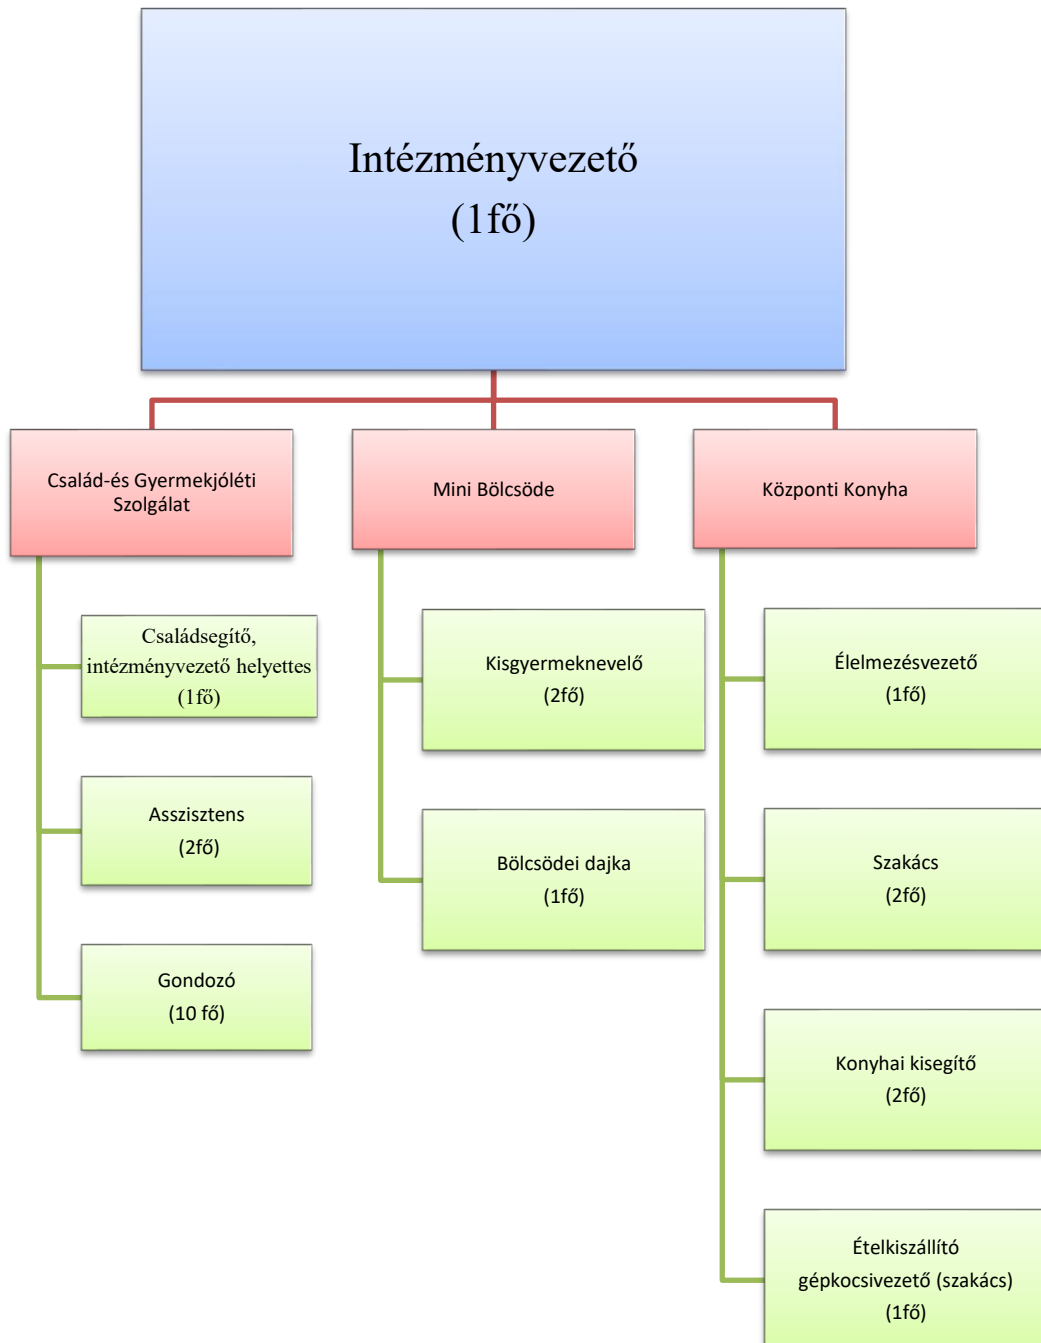 Intézményvezető
(1fő)
Család-és Gyermekjóléti
Szolgálat
Családsegítő,
intézményvezető helyettes
(1fő)
Asszisztens
(2fő)
Gondozó
(10 fő)
Mini Bölcsöde
Kisgyermeknevelő
(2fő)
Bölcsödei dajka
(1fő)
Központi Konyha
Élelmezésvezető
(1fő)
Szakács
(2fő)
Konyhai kisegítő
(2fő)
Ételkiszállító
gépkocsivezető (szakács)
(1fő)